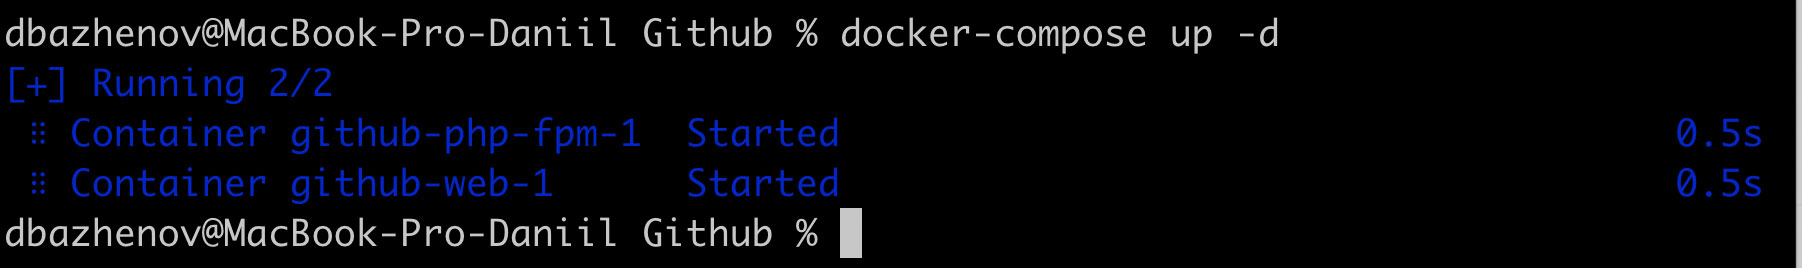 dbazhenov@MacBook-Pro-Daniil Github % docker-compose up -d
[+] Running 2/2
⠿ Container github-php-fpm-1  Started 0.5s
⠿ Container github-web-1      Started 0.5s
dbazhenov@MacBook-Pro-Daniil Github %